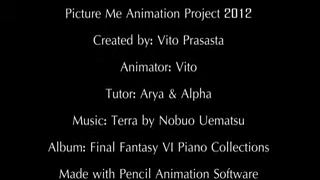 Picture Me Animation Project 2012
Created by: Vito Prasasta
Animator: Vito
Tutor: Arya & Alpha
Music: Terra by Nobuo Uematsu
Album: Final Fantasy VI Piano Collections
Made with Pencil Animation Software